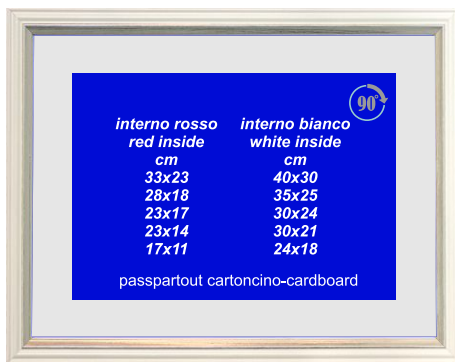 90°
interno rosso interno bianco
red inside white inside
cm cm
33x23 40x30
28x18 35x25
23x17 30x24
23x14 30x21
17x11 24x18
passpartout cartoncino-cardboard